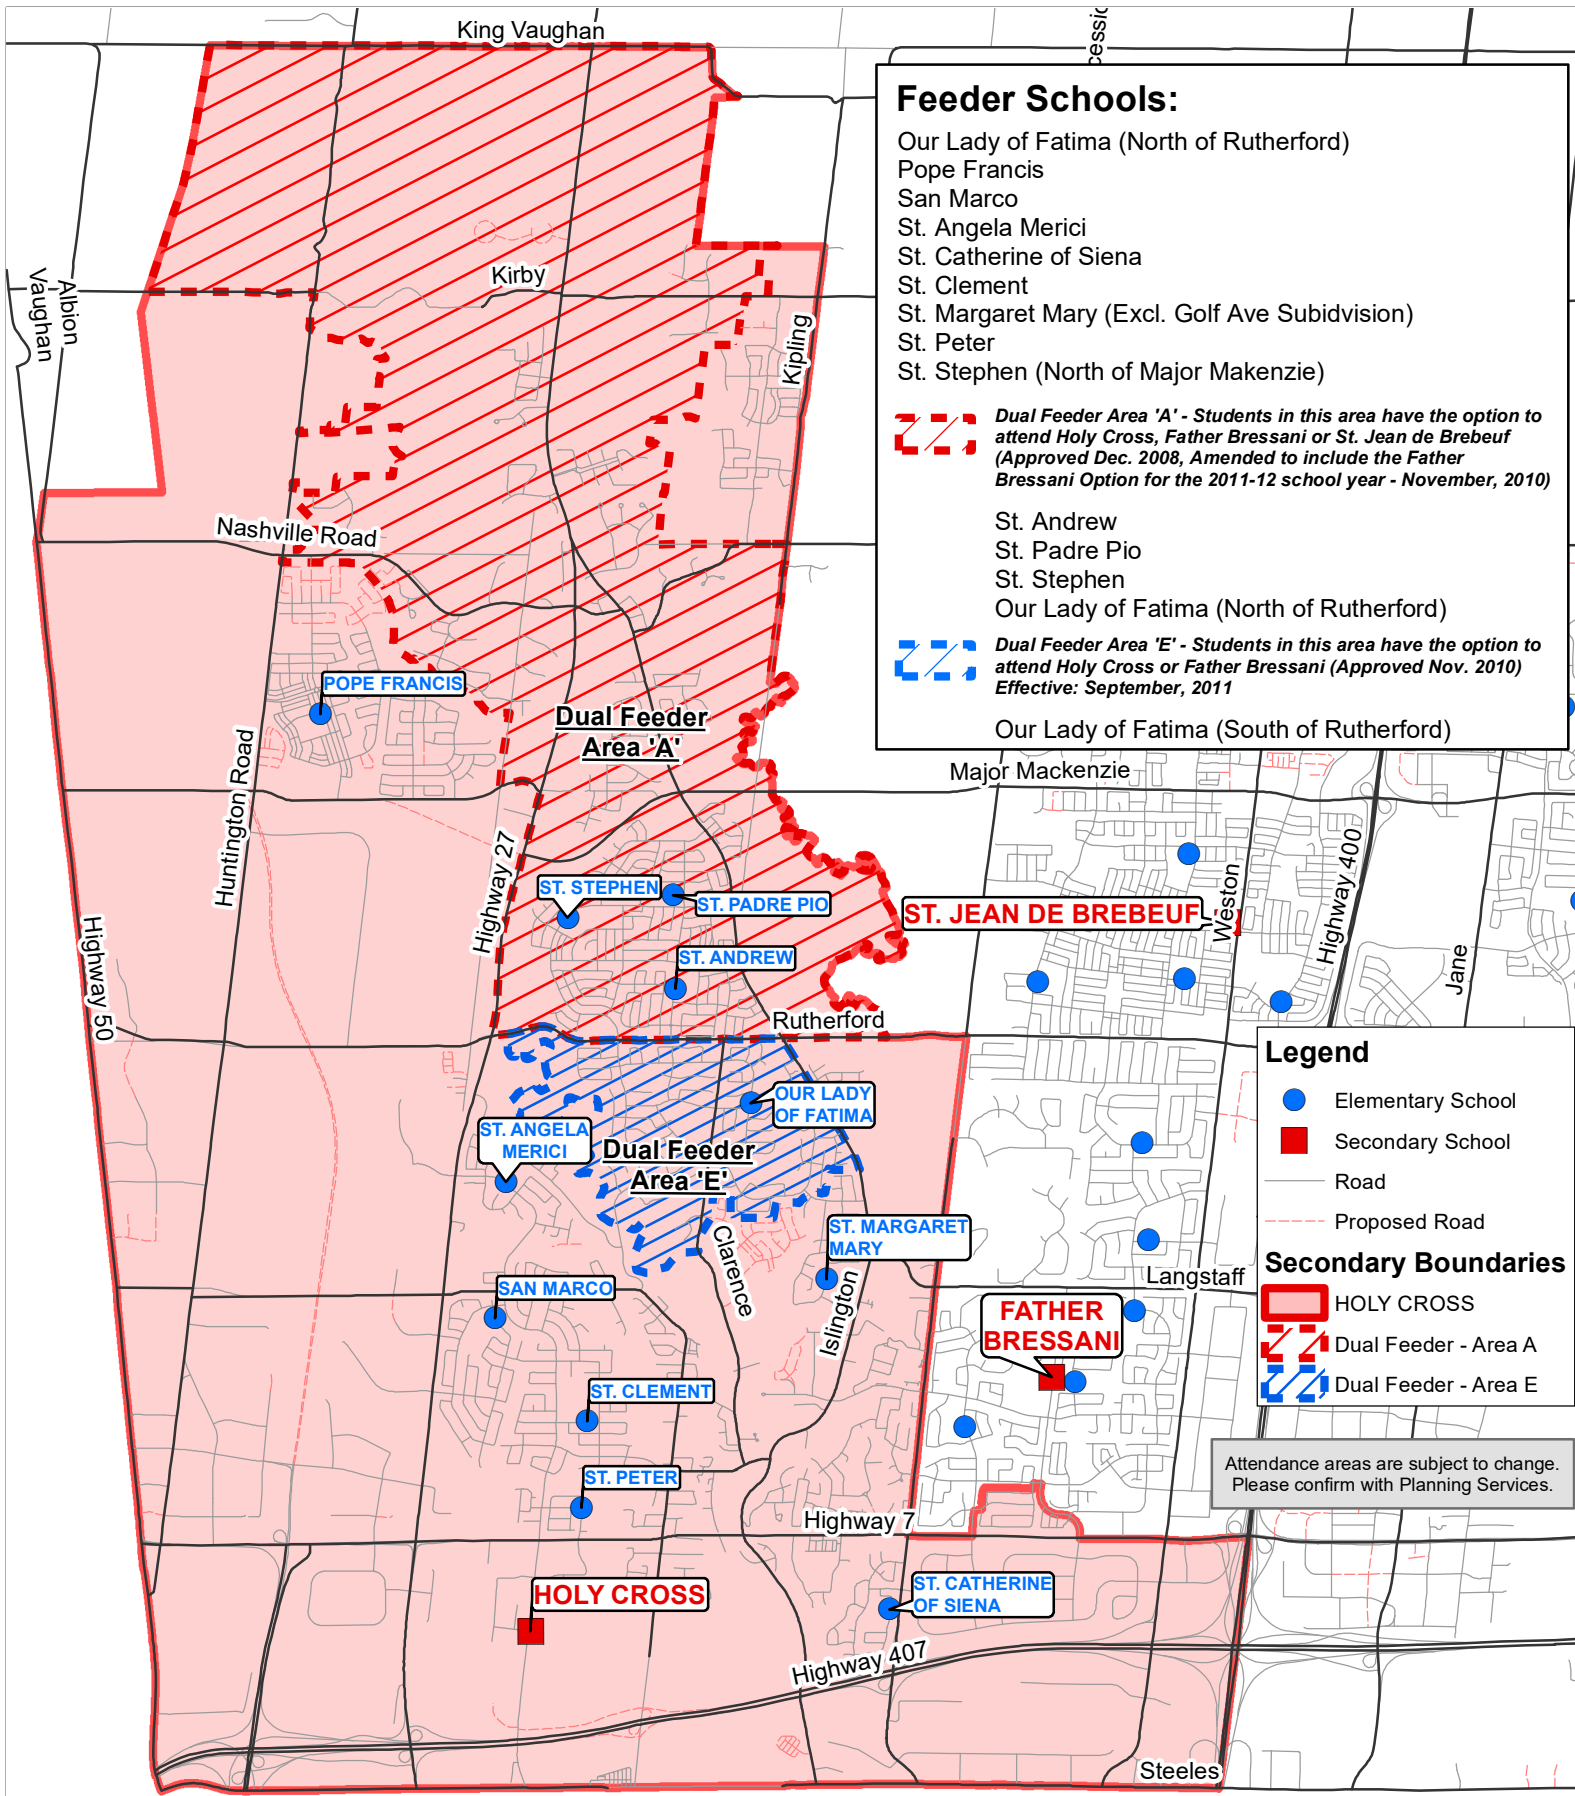 King Vaughan
cessio
Feeder Schools:
Our Lady of Fatima (North of Rutherford)
Pope Francis
San Marco
St. Angela Merici
St. Catherine of Siena
St. Clement
St. Margaret Mary (Excl. Golf Ave Subidvision)
St. Peter
St. Stephen (North of Major Makenzie)
Dual Feeder Area 'A' - Students in this area have the option to
attend Holy Cross, Father Bressani or St. Jean de Brebeuf
(Approved Dec. 2008, Amended to include the Father
Bressani Option for the 2011-12 school year - November, 2010)
St. Andrew
St. Padre Pio
St. Stephen
Our Lady of Fatima (North of Rutherford)
Dual Feeder Area 'E' - Students in this area have the option to
attend Holy Cross or Father Bressani (Approved Nov. 2010)
Effective: September, 2011
Our Lady of Fatima (South of Rutherford)
Albion
Vaughan
Kirby
Kipling
Nashville Road
POPE FRANCIS
Dual Feeder
Area 'A'
Huntington Road
Major Mackenzie
Highway 27
ST. STEPHEN
ST. PADRE PIO
ST. JEAN DE BREBEUF
Weston
Highway 400
Jane
Highway 50
ST. ANDREW
Rutherford
OUR LADY
OF FATIMA
ST. ANGELA
MERICI
Dual Feeder
Area 'E'
ST. MARGARET
MARY
Clarence
Islington
Langstaff
SAN MARCO
FATHER
BRESSANI
ST. CLEMENT
ST. PETER
Highway 7
HOLY CROSS
ST. CATHERINE
OF SIENA
Highway 407
Steeles
Legend
Elementary School
Secondary School
Road
Proposed Road
Secondary Boundaries
HOLY CROSS
Dual Feeder - Area A
Dual Feeder - Area E
Attendance areas are subject to change.
Please confirm with Planning Services.